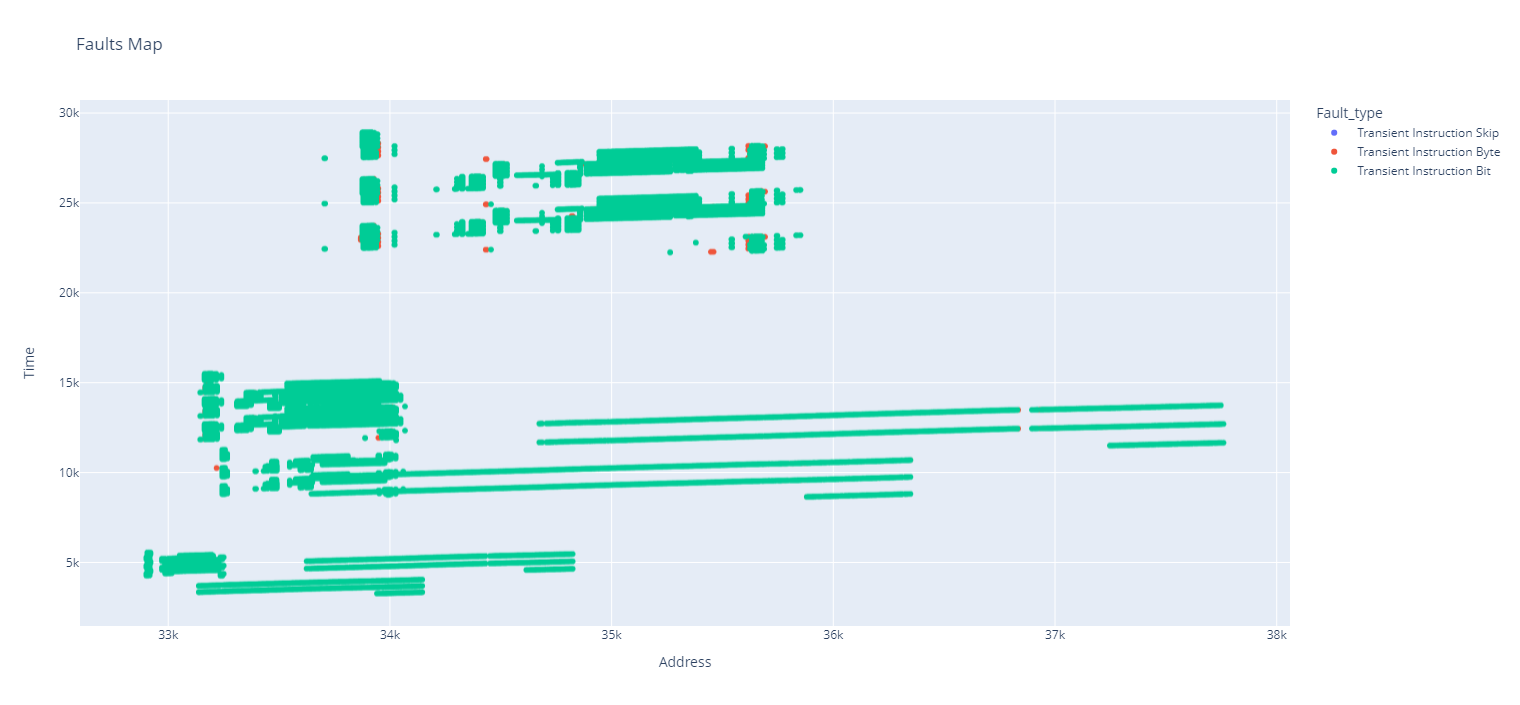 Faults Map
30k
25k
20k
15k
10k
5k
Time
33k
34k
35k
36k
37k
38k
Address
Fault_type
Transient Instruction Skip
Transient Instruction Byte
Transient Instruction Bit